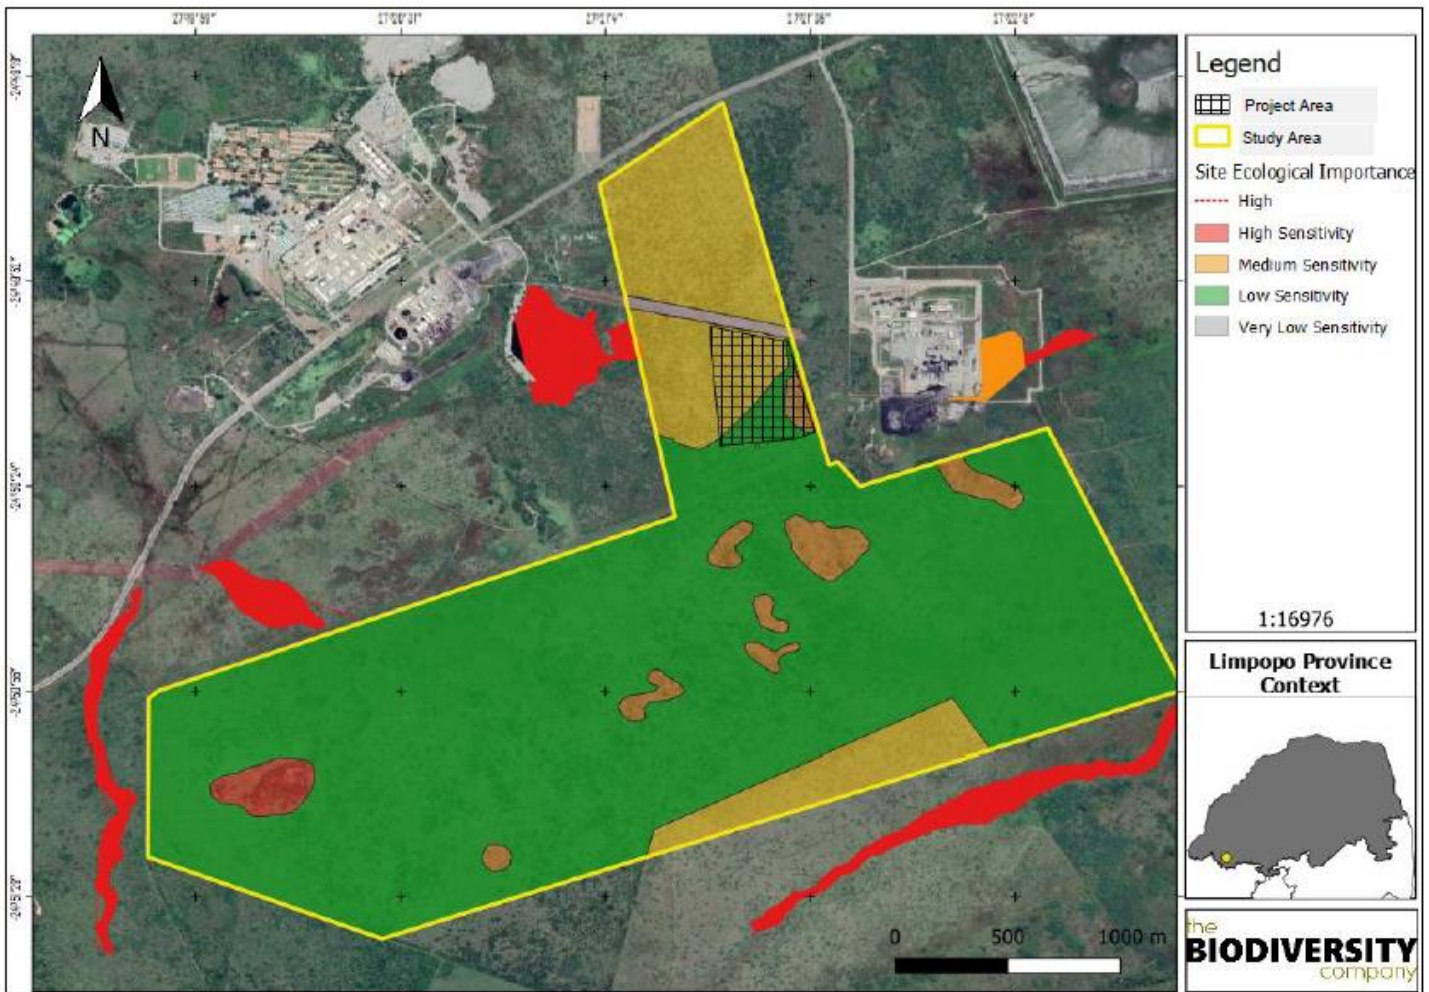 N
Legend
Project Area
Study Area
Site Ecological Importance
High
High Sensitivity
Medium Sensitivity
Low Sensitivity
Very Low Sensitivity
1:16976
Limpopo Province
Context
0 500 1000 m
the
BIODIVERSITY
company